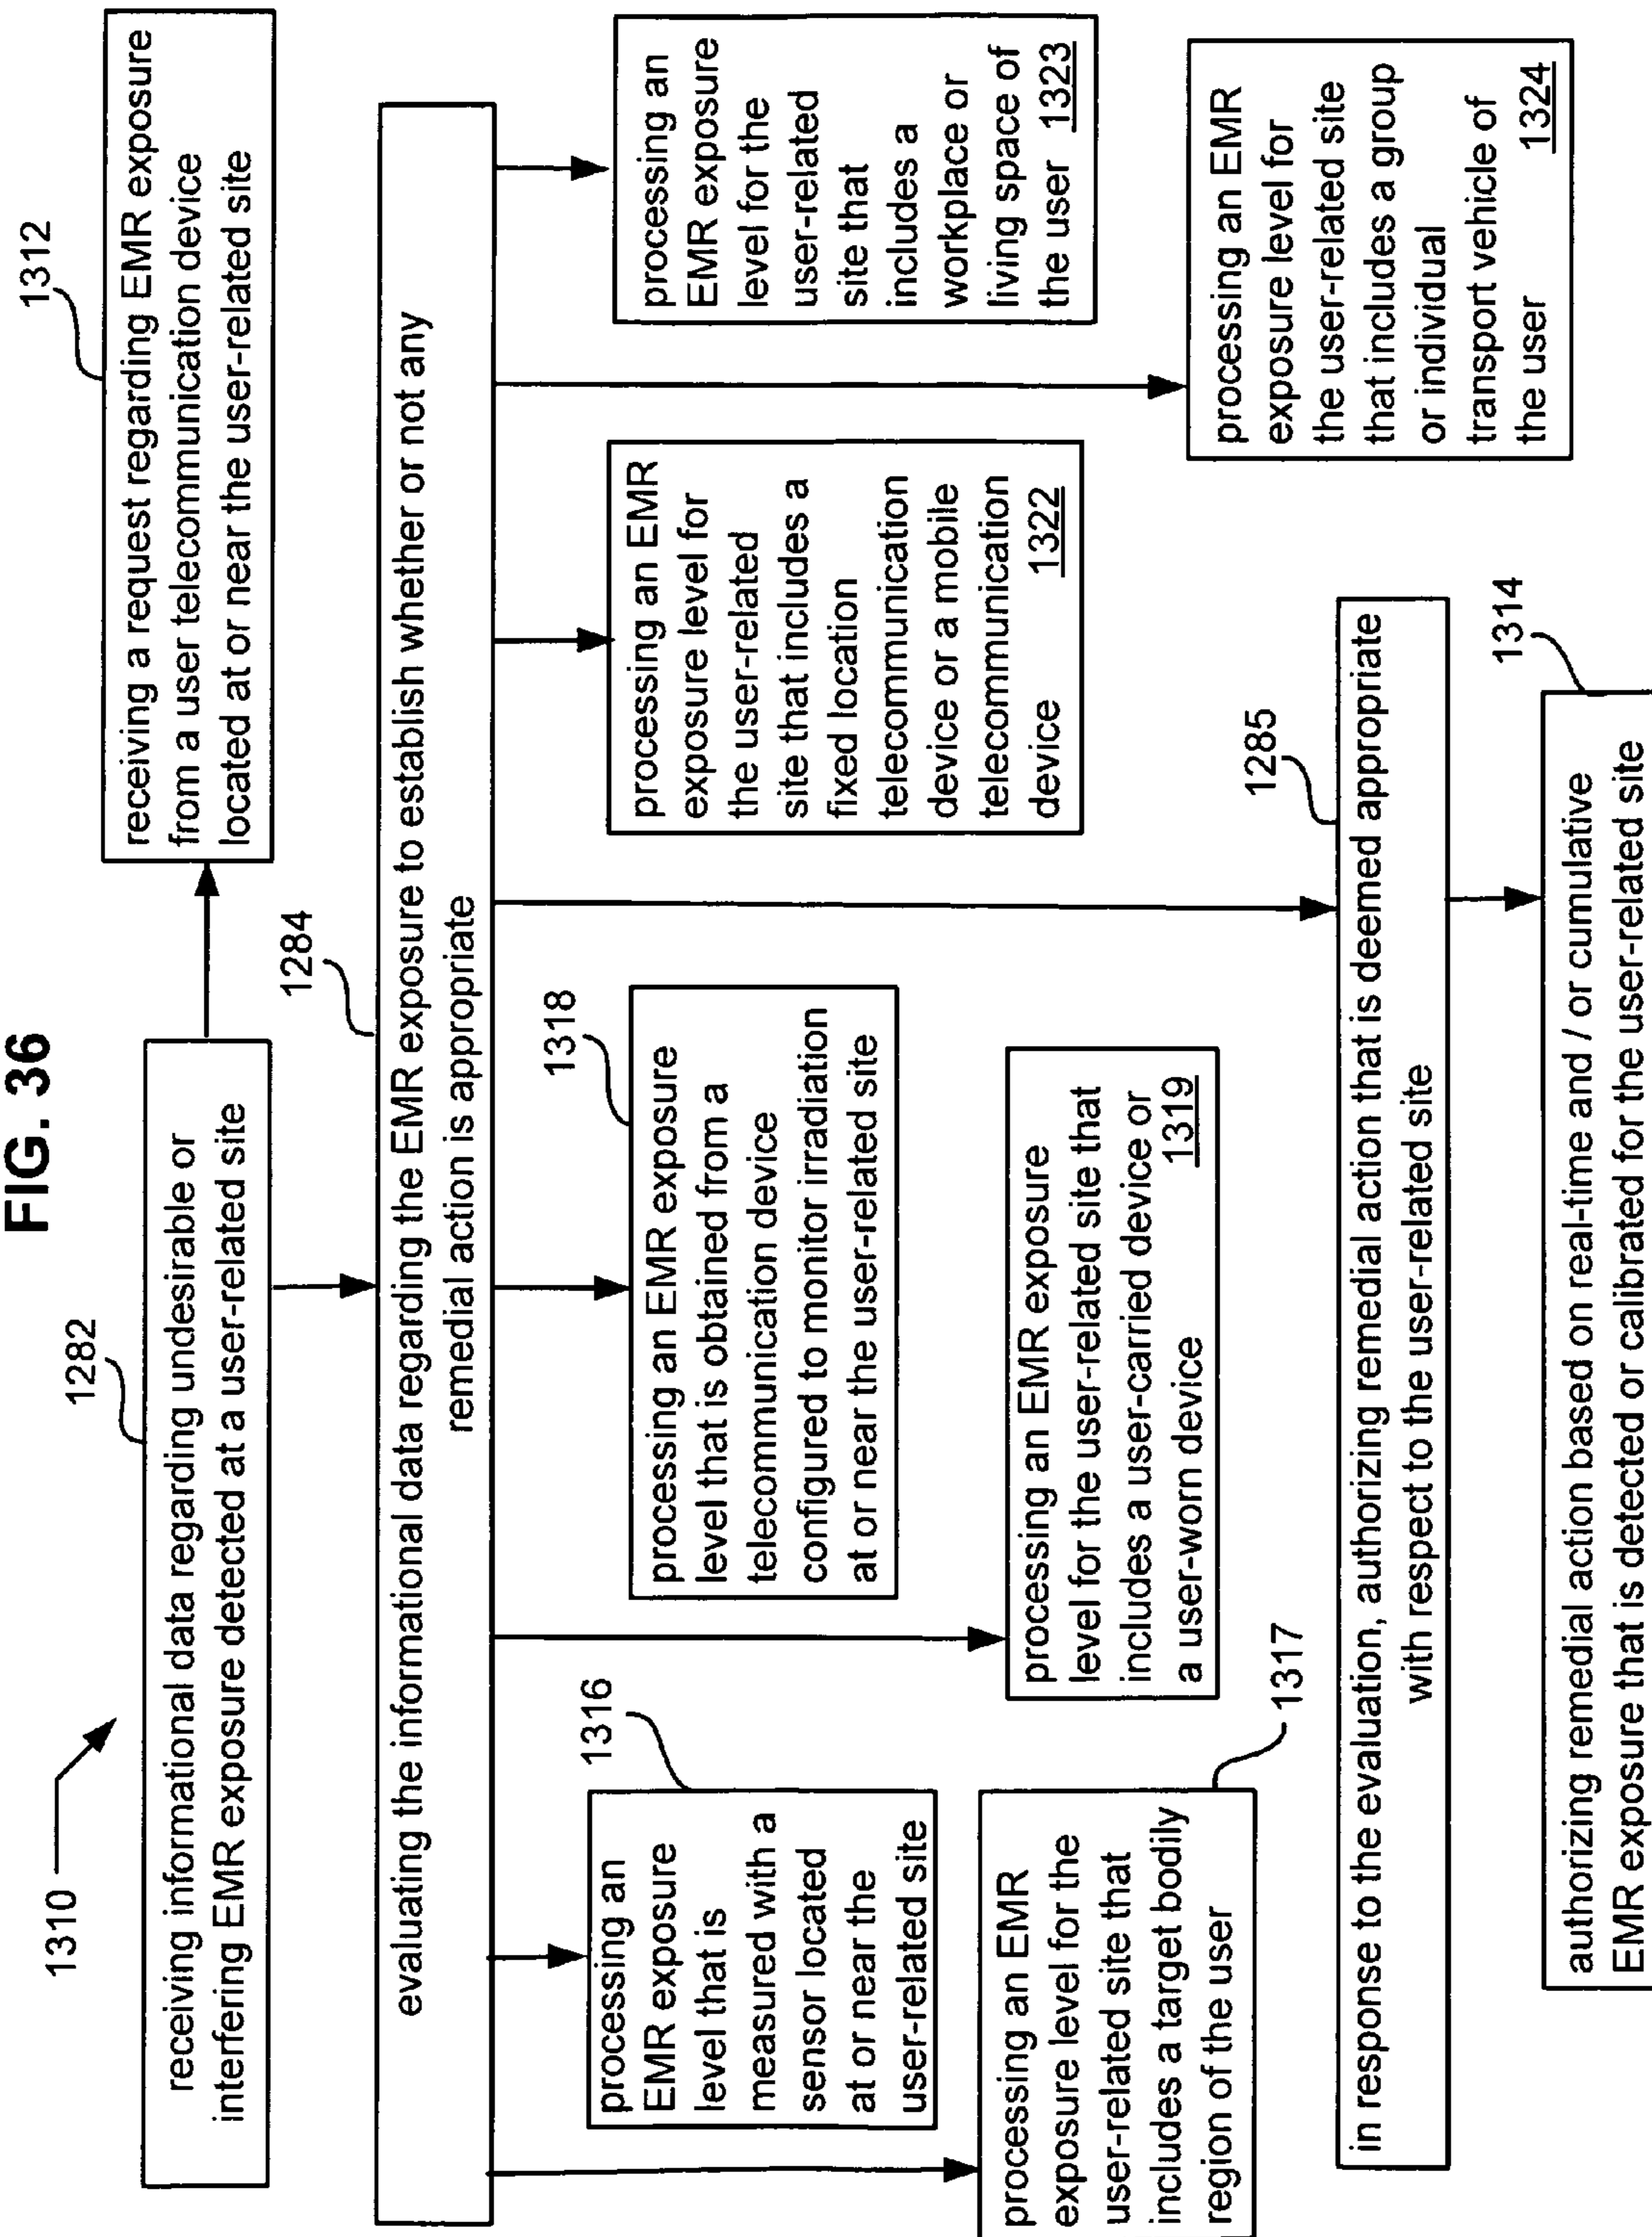 FIG. 36
1310
1282
receiving informational data regarding undesirable or
interfering EMR exposure detected at a user-related site
1312
receiving a request regarding EMR exposure
from a user telecommunication device
located at or near the user-related site
1284
evaluating the informational data regarding the EMR exposure to establish whether or not any
remedial action is appropriate
1316
processing an
EMR exposure
level that is
measured with a
sensor located
at or near the
user-related site
1318
processing an EMR exposure
level that is obtained from a
telecommunication device
configured to monitor irradiation
at or near the user-related site
processing an EMR
exposure level for
the user-related
site that includes a
fixed location
telecommunication
device or a mobile
telecommunication
device 1322
processing an
EMR exposure
level for the
user-related
site that
includes a
workplace or
living space of
the user 1323
1317
processing an EMR
exposure level for the
user-related site that
includes a target bodily
region of the user
processing an EMR exposure
level for the user-related site that
includes a user-carried device or
a user-worn device 1319
processing an EMR
exposure level for
the user-related site
that includes a group
or individual
transport vehicle of
the user 1324
1285
in response to the evaluation, authorizing remedial action that is deemed appropriate
with respect to the user-related site
1314
authorizing remedial action based on real-time and / or cumulative
EMR exposure that is detected or calibrated for the user-related site